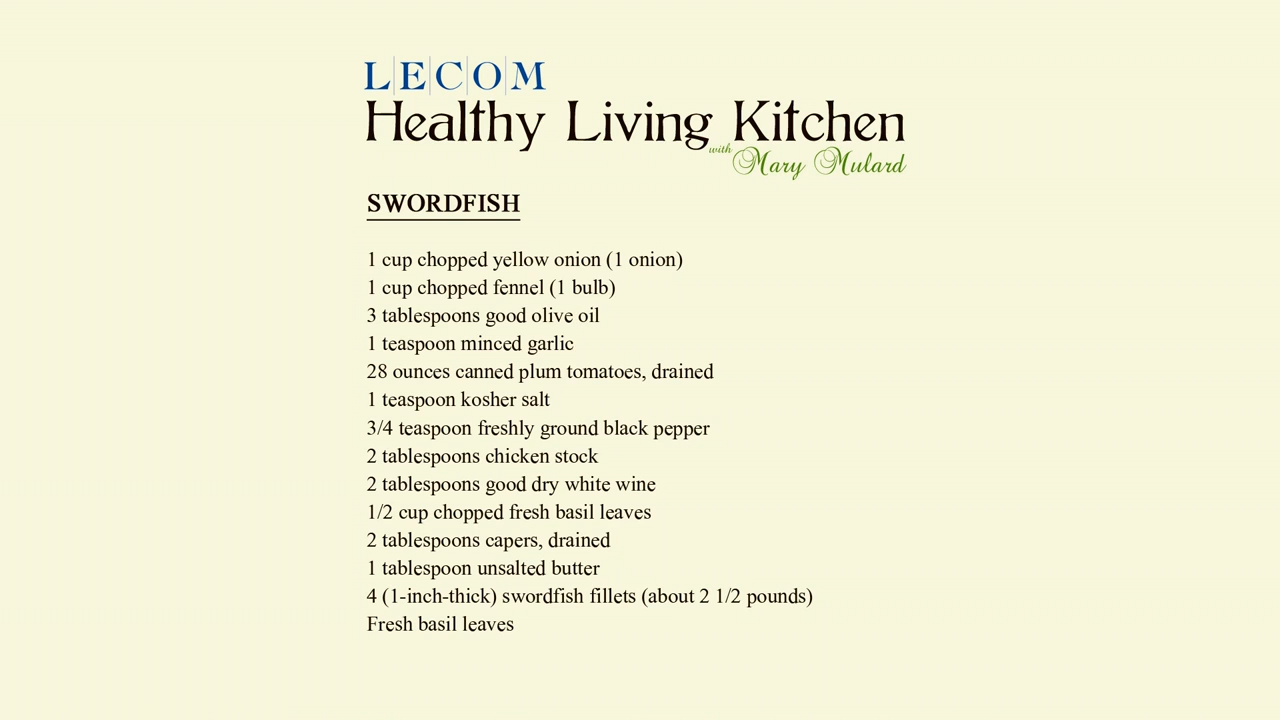 LECOM
Healthy Living Kitchen
with Mary Mulard
SWORDFISH
1 cup chopped yellow onion (1 onion)
1 cup chopped fennel (1 bulb)
3 tablespoons good olive oil
1 teaspoon minced garlic
28 ounces canned plum tomatoes, drained
1 teaspoon kosher salt
3/4 teaspoon freshly ground black pepper
2 tablespoons chicken stock
2 tablespoons good dry white wine
1/2 cup chopped fresh basil leaves
2 tablespoons capers, drained
1 tablespoon unsalted butter
4 (1-inch-thick) swordfish fillets (about 2 1/2 pounds)
Fresh basil leaves